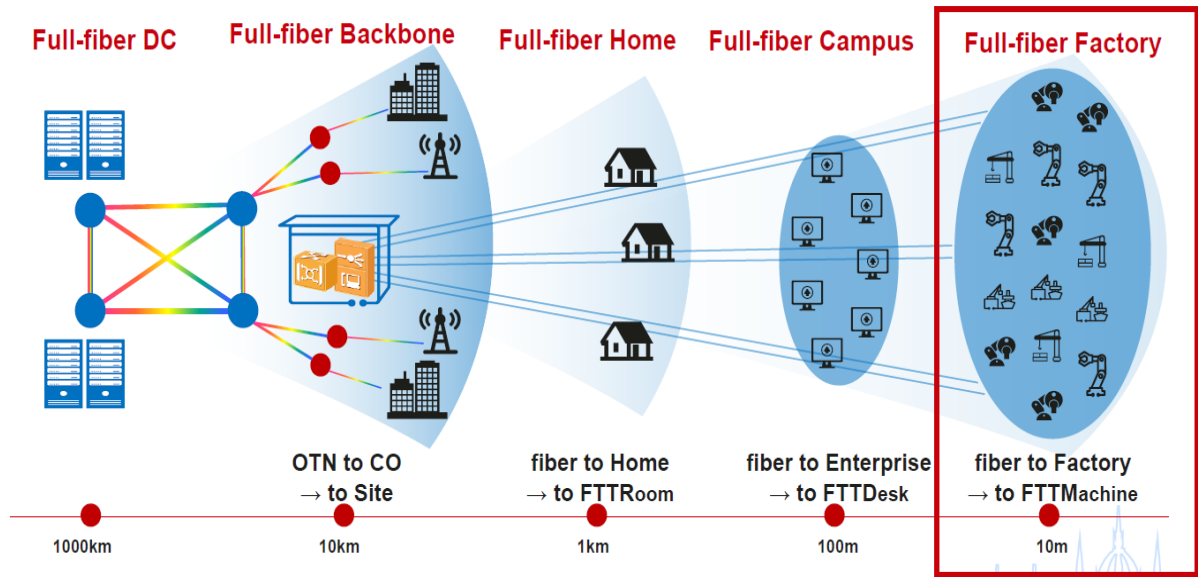 Full-fiber DC
Full-fiber Backbone
Full-fiber Home
Full-fiber Campus
Full-fiber Factory
OTN to CO
→ to Site
fiber to Home
→ to FTTRoom
fiber to Enterprise
→ to FTTDesk
fiber to Factory
→ to FTTMachine
1000km
10km
1km
100m
10m